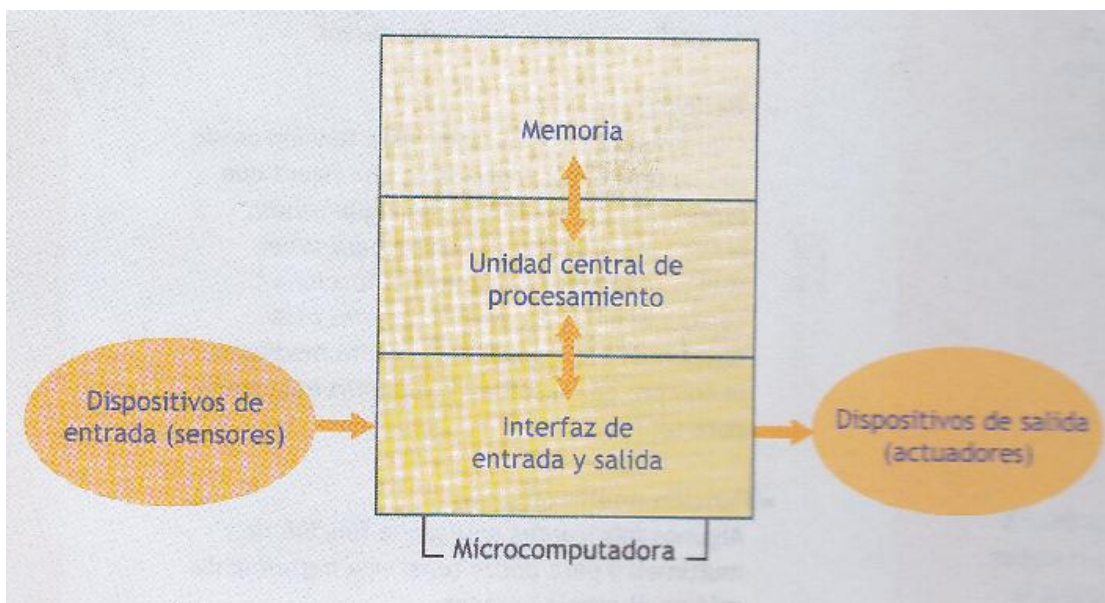 Memoria
Unidad central de
procesamiento
Dispositivos de
entrada (sensores)
Interfaz de
entrada y salida
Dispositivos de salida
(actuadores)
Microcomputadora